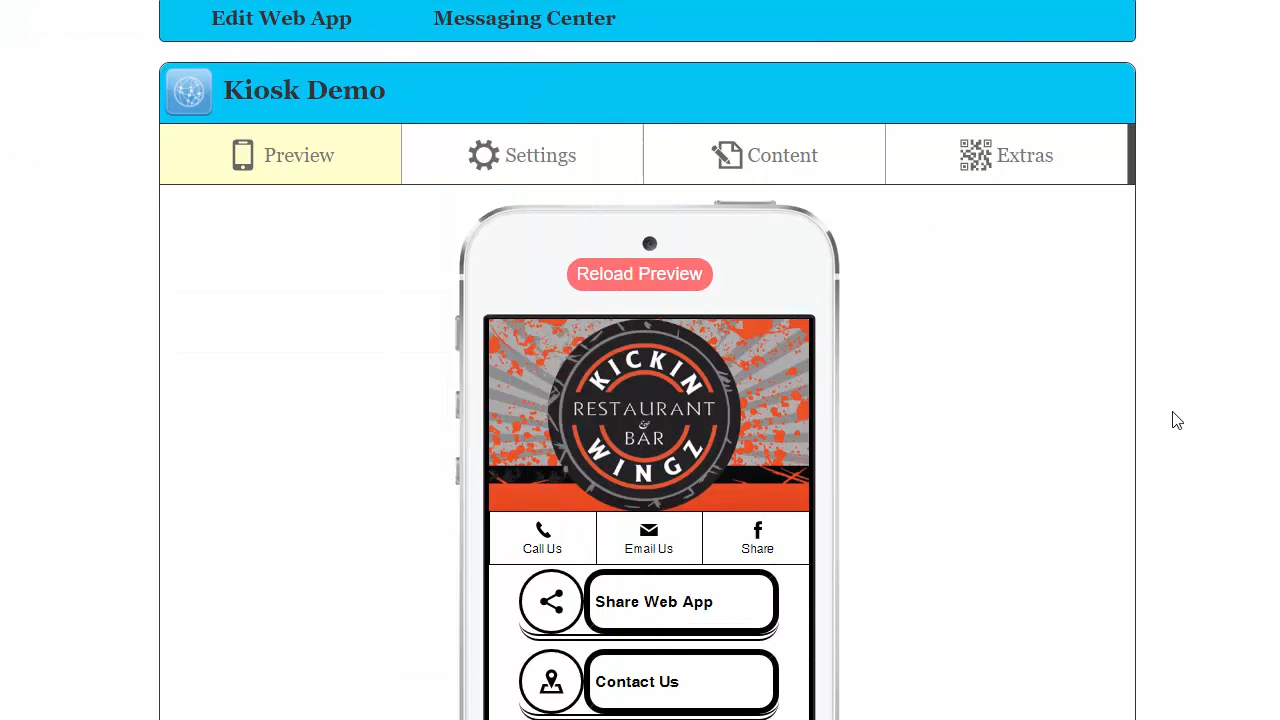 Edit Web App Messaging Center
Kiosk Demo
Preview Settings Content Extras
Reload Preview
KICKIN
RESTAURANT
&
BAR
WINGZ
Call Us Email Us Share
Share Web App
Contact Us